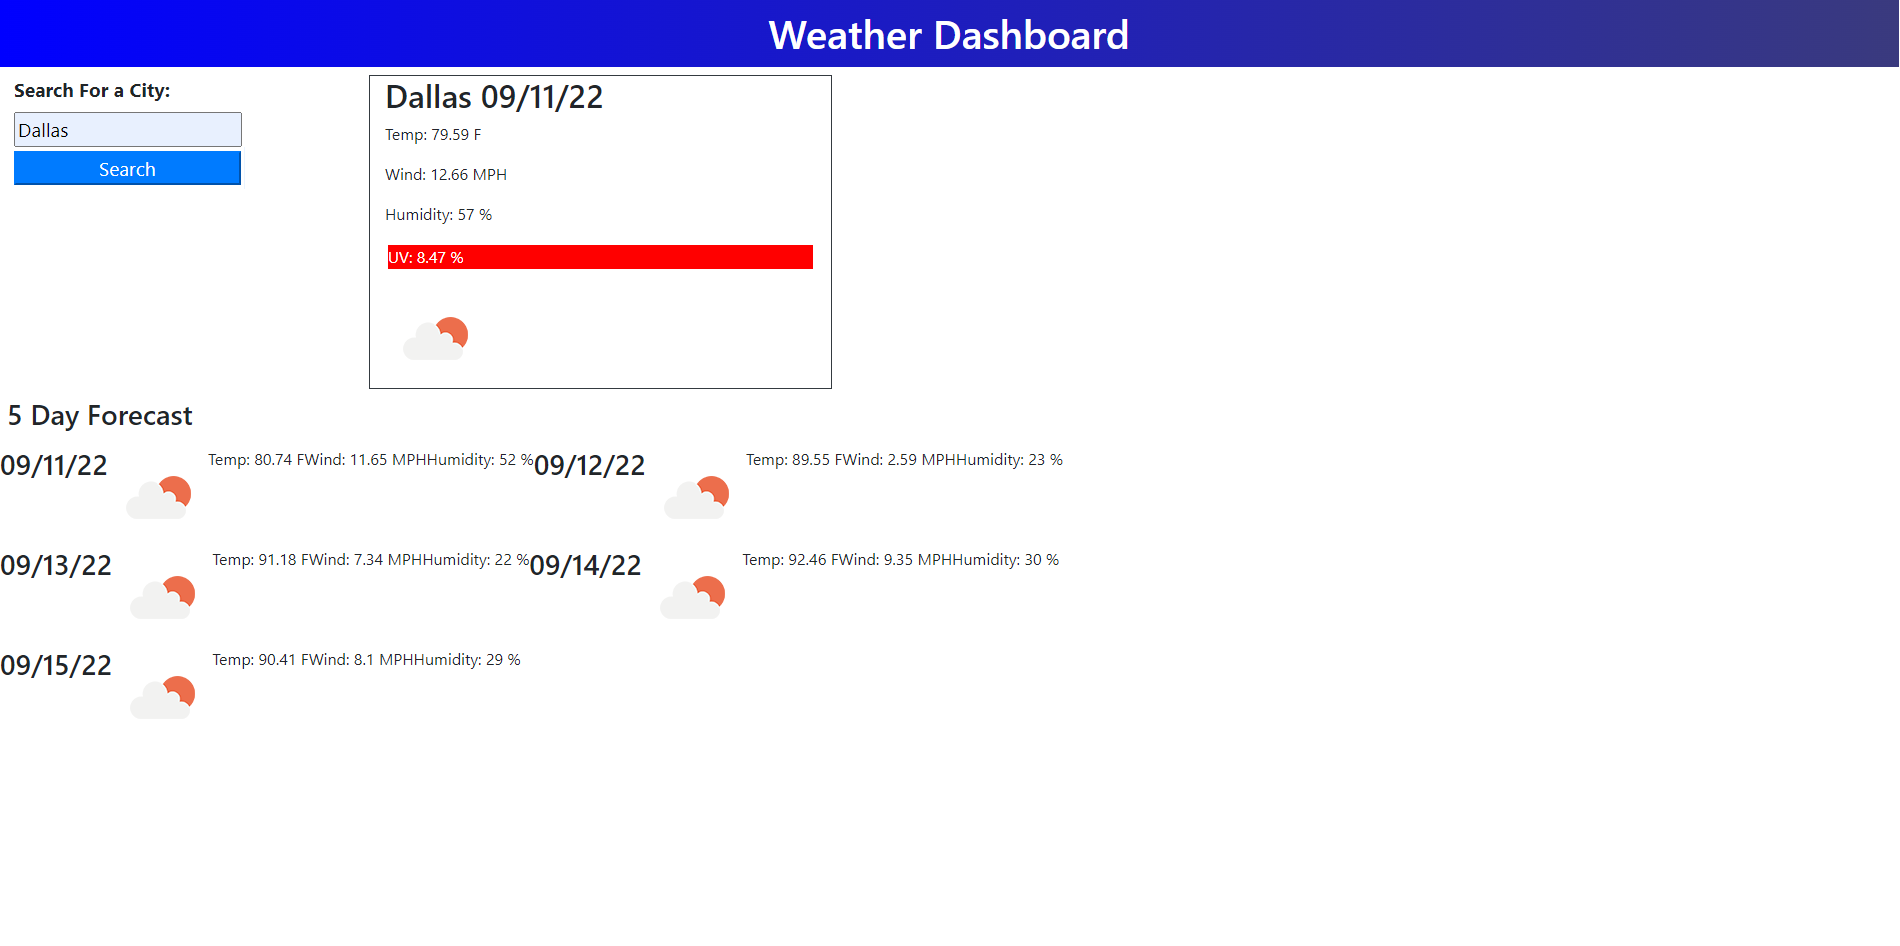 Weather Dashboard
Search For a City:
Dallas
Search
Dallas 09/11/22
Temp: 79.59 F
Wind: 12.66 MPH
Humidity: 57 %
UV: 8.47 %
5 Day Forecast
09/11/22 Temp: 80.74 FWind: 11.65 MPHHumidity: 52 %09/12/22 Temp: 89.55 FWind: 2.59 MPHHumidity: 23 %
09/13/22 Temp: 91.18 FWind: 7.34 MPHHumidity: 22 %09/14/22 Temp: 92.46 FWind: 9.35 MPHHumidity: 30 %
09/15/22 Temp: 90.41 FWind: 8.1 MPHHumidity: 29 %